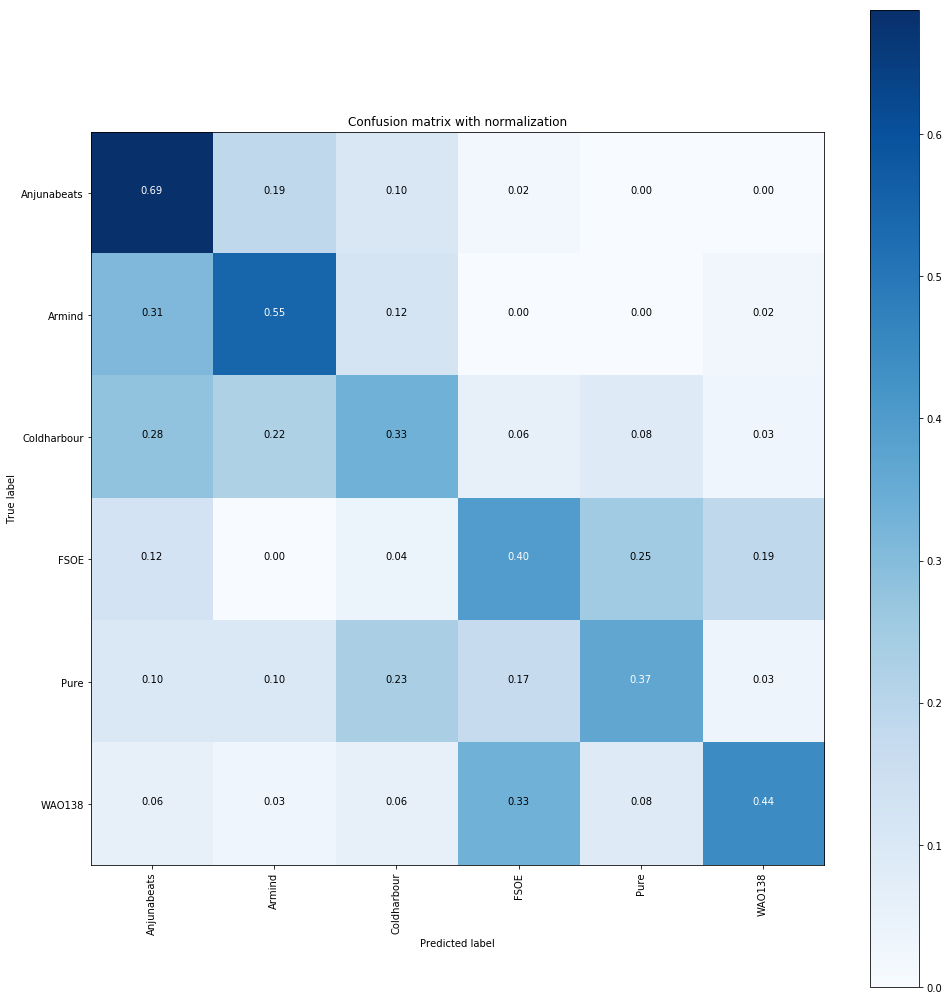 Confusion matrix with normalization
True label
Anjunabeats 0.69 0.19 0.10 0.02 0.00 0.00
Armind 0.31 0.55 0.12 0.00 0.00 0.02
Coldharbour 0.28 0.22 0.33 0.06 0.08 0.03
FSOE 0.12 0.00 0.04 0.40 0.25 0.19
Pure 0.10 0.10 0.23 0.17 0.37 0.03
WAO138 0.06 0.03 0.06 0.33 0.08 0.44
Anjunabeats Armind Coldharbour FSOE Pure WAO138
Predicted label
0.6
0.5
0.4
0.3
0.2
0.1
0.0